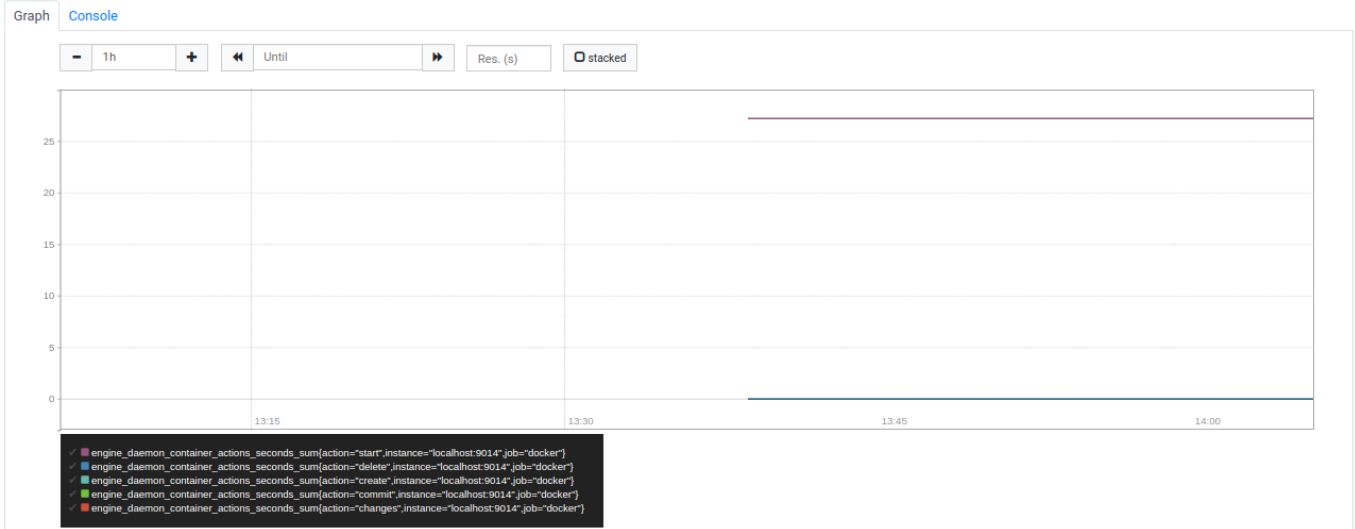 Graph Console
1h Until Res. (s) stacked
25
20
15
10
5
0
13:15 13:30 13:45 14:00
engine_daemon_container_actions_seconds_sum{action="start",instance="localhost:9014",job="docker"}
engine_daemon_container_actions_seconds_sum{action="delete",instance="localhost:9014",job="docker"}
engine_daemon_container_actions_seconds_sum{action="create",instance="localhost:9014",job="docker"}
engine_daemon_container_actions_seconds_sum{action="commit",instance="localhost:9014",job="docker"}
engine_daemon_container_actions_seconds_sum{action="changes",instance="localhost:9014",job="docker"}